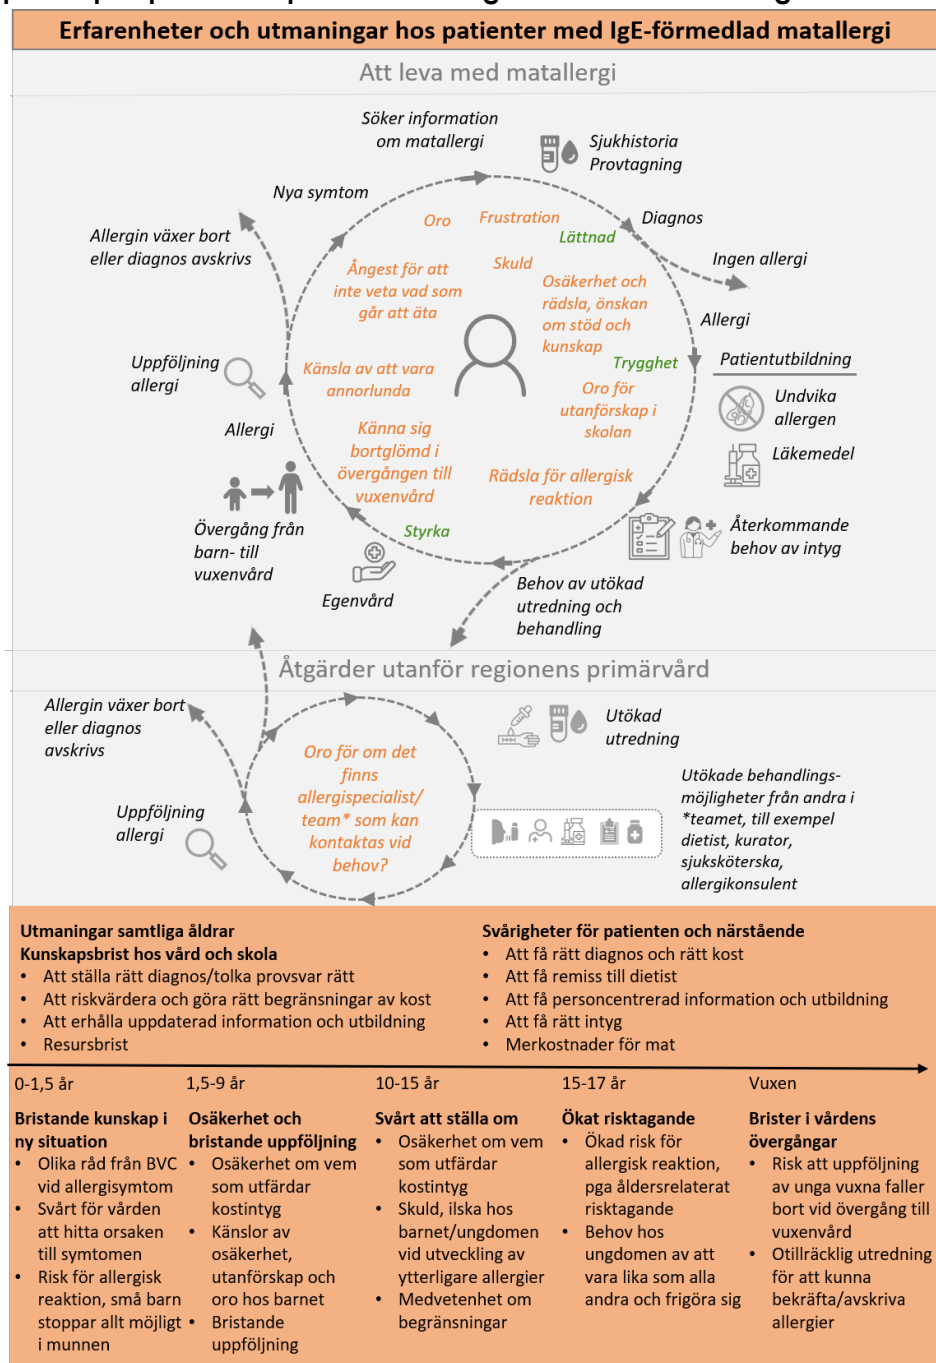 Erfarenheter och utmaningar hos patienter med IgE-förmedlad matallergi
Att leva med matallergi
Söker information
om matallergi
Sjukhistoria
Provtagning
Nya symtom
Diagnos
Oro
Frustration
Lättnad
Allergin växer bort
eller diagnos avskrivs
Ingen allergi
Skuld
Ångest för att
inte veta vad som
går att äta
Osäkerhet och
rädsla, önskan
om stöd och
kunskap
Allergi
Trygghet
Patientutbildning
Uppföljning
allergi
Känsla av att vara
annorlunda
Oro för
utanförskap i
skolan
Undvika
allergen
Allergi
Känna sig
bortglömd i
övergången till
vuxenvård
Läkemedel
Rädsla för allergisk
reaktion
Övergång från
barn- till
vuxenvård
Styrka
Återkommande
behov av intyg
Egenvård
Behov av utökad
utredning och
behandling
Åtgärder utanför regionens primärvård
Allergin växer bort
eller diagnos
avskrivs
Utökad
utredning
Oro för om det
finns
allergispecialist/
team* som kan
kontaktas vid
behov?
Uppföljning
allergi
Utökade behandlings-
möjligheter från andra i
*teamet, till exempel
dietist, kurator,
sjuksköterska,
allergikonsulent
Utmaningar samtliga åldrar
Kunskapsbrist hos vård och skola
• Att ställa rätt diagnos/tolka provsvar rätt
• Att riskvärdera och göra rätt begränsningar av kost
• Att erhålla uppdaterad information och utbildning
• Resursbrist
Svårigheter för patienten och närstående
• Att få rätt diagnos och rätt kost
• Att få remiss till dietist
• Att få personcentrerad information och utbildning
• Att få rätt intyg
• Merkostnader för mat
0-1,5 år
Bristande kunskap i
ny situation
• Olika råd från BVC
vid allergisymtom
• Svårt för vården
att hitta orsaken
till symtomen
• Risk för allergisk
reaktion, små barn
stoppar allt möjligt
i munnen
1,5-9 år
Osäkerhet och
bristande uppföljning
• Osäkerhet om vem
som utfärdar
kostintyg
• Känslor av
osäkerhet,
utanförskap och
oro hos barnet
• Bristande
uppföljning
10-15 år
Svårt att ställa om
• Osäkerhet om vem
som utfärdar
kostintyg
• Skuld, ilska hos
barnet/ungdomen
vid utveckling av
ytterligare allergier
• Medvetenhet om
begränsningar
15-17 år
Ökat risktagande
• Ökad risk för
allergisk reaktion,
pga åldersrelaterat
risktagande
• Behov hos
ungdomen av att
vara lika som alla
andra och frigöra sig
Vuxen
Brister i vårdens
övergångar
• Risk att uppföljning
av unga vuxna faller
bort vid övergång till
vuxenvård
• Otillräcklig utredning
för att kunna
bekräfta/avskriva
allergier